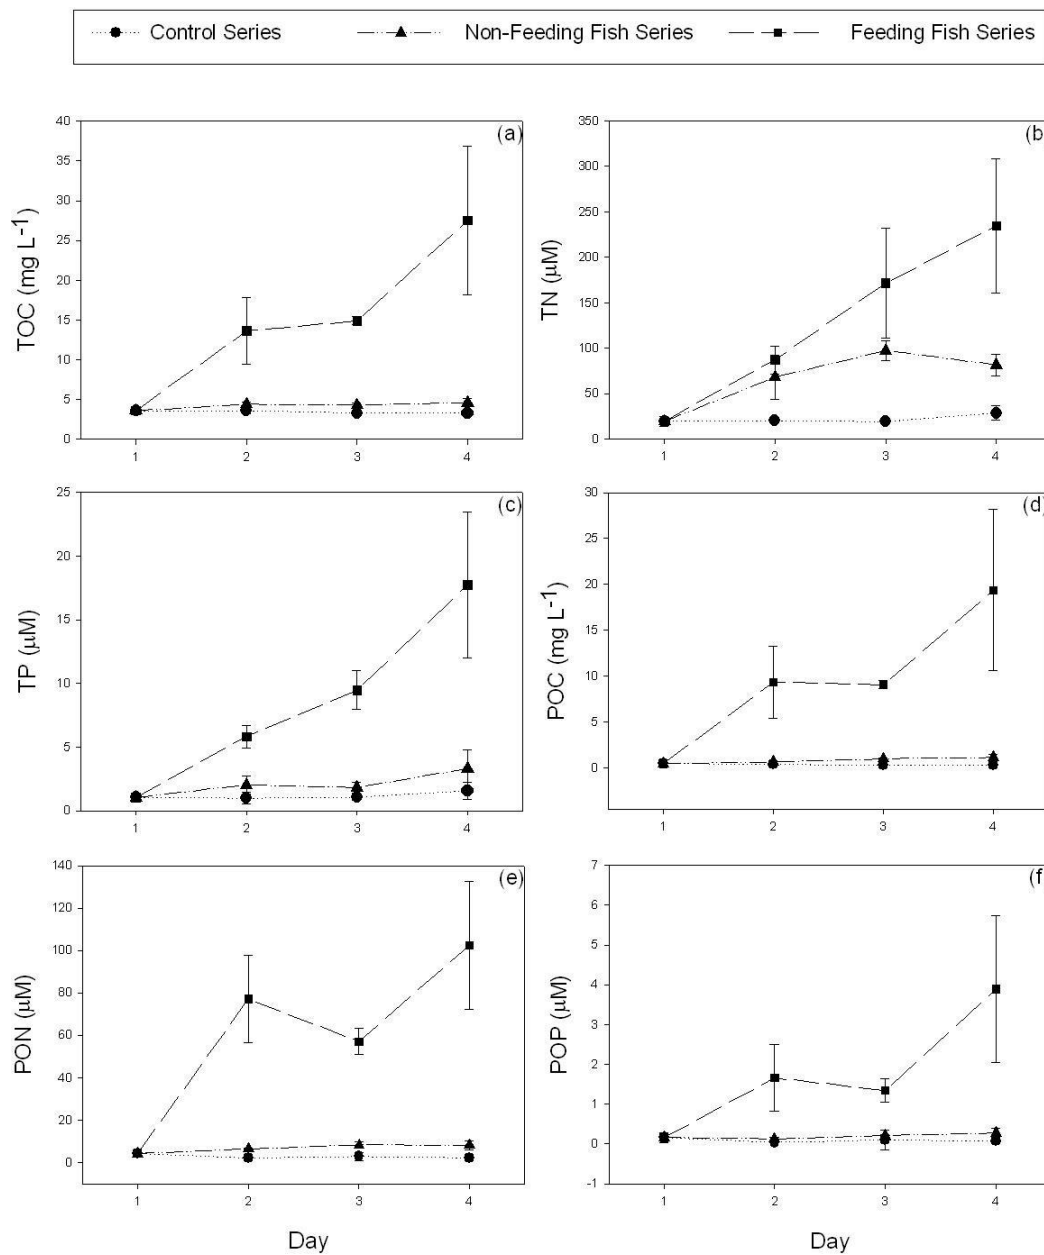 Control Series Non-Feeding Fish Series Feeding Fish Series
(a)
TOC (mg L⁻¹)
40
35
30
25
20
15
10
5
0
1 2 3 4
(b)
TN (μM)
350
300
250
200
150
100
50
0
1 2 3 4
(c)
TP (μM)
25
20
15
10
5
0
1 2 3 4
(d)
POC (mg L⁻¹)
30
25
20
15
10
5
0
1 2 3 4
(e)
PON (μM)
140
120
100
80
60
40
20
0
1 2 3 4
Day
(f
POP (μM)
7
6
5
4
3
2
1
0
-1
1 2 3 4
Day